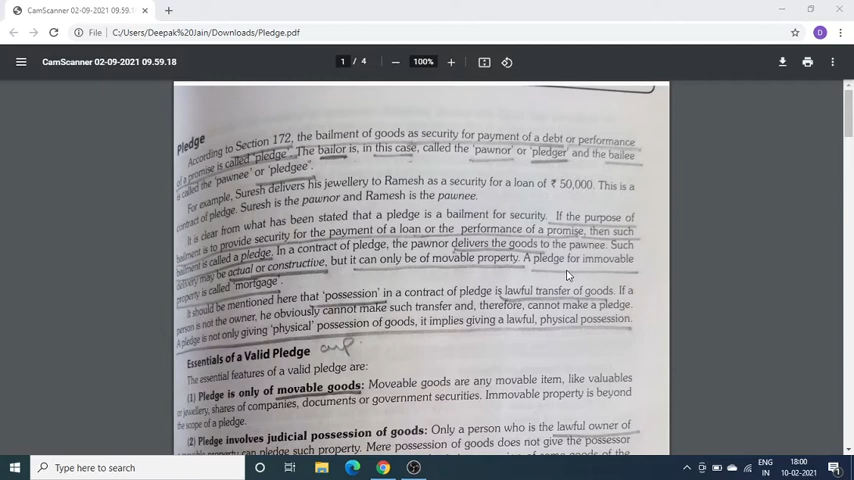 CamScanner 02-09-2021 09.59.1
File
C:/Users/Deepak%20Jain/Downloads/Pledge.pdf
D
CamScanner 02-09-2021 09.59.18
1 / 4
100%
Pledge
According to Section 172, the bailment of goods as security for payment of a debt or performance
of a promise is called 'pledge'. The bailor is, in this case, called the 'pawnor' or 'pledger' and the bailee
is called the 'pawnee' or 'pledgee".
For example, Suresh delivers his jewellery to Ramesh as a security for a loan of ₹ 50,000. This is a
contract of pledge. Suresh is the pawnor and Ramesh is the pawnee.
It is clear from what has been stated that a pledge is a bailment for security. If the purpose of
bailment is to provide security for the payment of a loan or the performance of a promise, then such
bailment is called a pledge. In a contract of pledge, the pawnor delivers the goods to the pawnee. Such
delivery may be actual or constructive, but it can only be of movable property. A pledge for immovable
property is called 'mortgage'.
It should be mentioned here that 'possession' in a contract of pledge is lawful transfer of goods. If a
person is not the owner, he obviously cannot make such transfer and, therefore, cannot make a pledge.
A pledge is not only giving 'physical' possession of goods, it implies giving a lawful, physical possession.
Essentials of a Valid Pledge
The essential features of a valid pledge are:
(1) Pledge is only of movable goods: Moveable goods are any movable item, like valuables
or jewellery, shares of companies, documents or government securities. Immovable property is beyond
the scope of a pledge.
(2) Pledge involves judicial possession of goods: Only a person who is the lawful owner of
can pledge such property. Mere possession of goods does not give the possessor
Type here to search
ENG
IN
18:00
10-02-2021